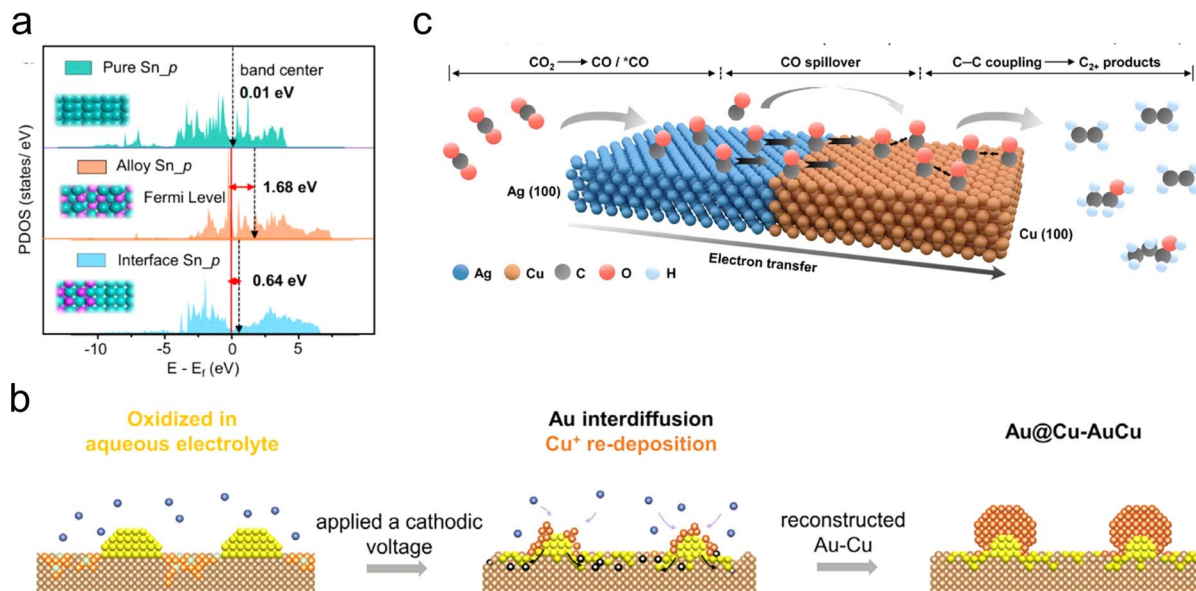 a
Pure Sn_p
band center
0.01 eV
Alloy Sn_p
Fermi Level
1.68 eV
Interface Sn_p
0.64 eV
PDOS (states/ eV)
-10
-5
0
5
E - Ef (eV)
c
CO2 → CO / *CO
CO spillover
C–C coupling → C2+ products
Ag (100)
Cu (100)
Electron transfer
Ag
Cu
C
O
H
b
Oxidized in
aqueous electrolyte
applied a cathodic
voltage
Au interdiffusion
Cu+ re-deposition
reconstructed
Au-Cu
Au@Cu-AuCu